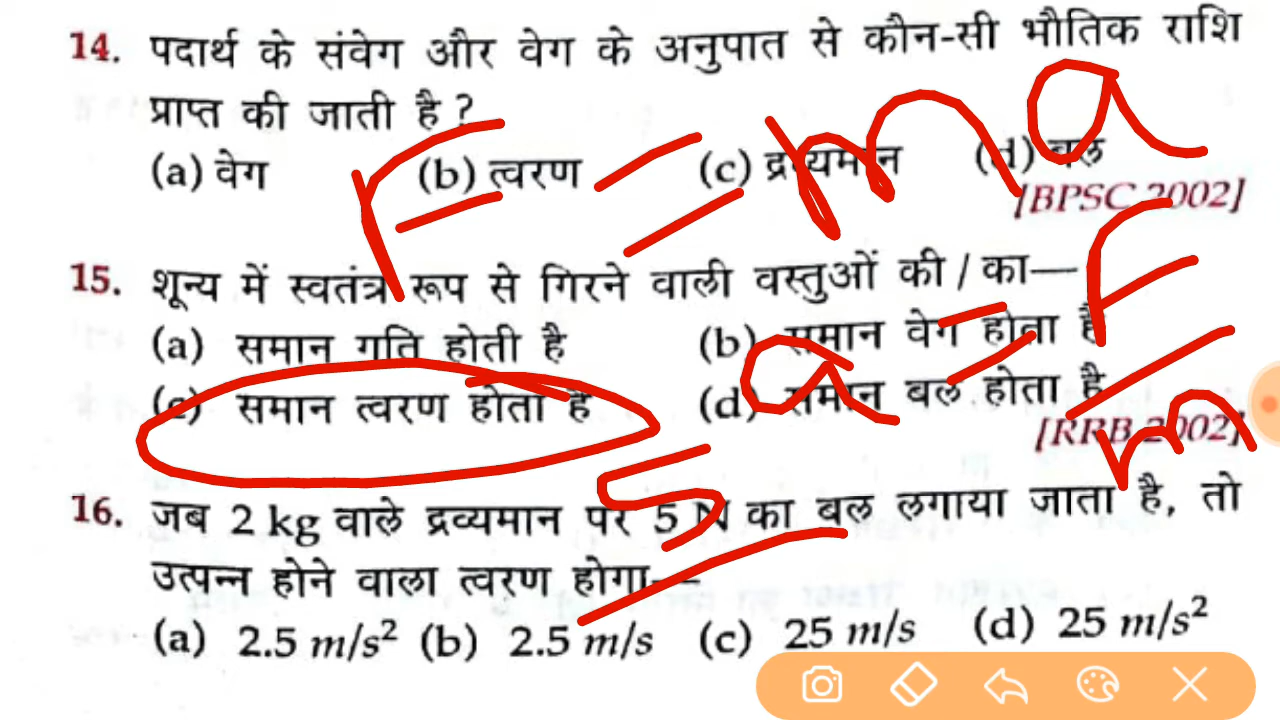 14. पदार्थ के संवेग और वेग के अनुपात से कौन-सी भौतिक राशि
प्राप्त की जाती है ?
(a) वेग (b) त्वरण (c) द्रव्यमान (d) बल
[BPSC 2002]
F = ma
15. शून्य में स्वतंत्र रूप से गिरने वाली वस्तुओं की / का—
(a) समान गति होती है (b) समान वेग होता है
(c) समान त्वरण होता है (d) समान बल होता है
[RRB 2002]
a = F
m
5
16. जब 2 kg वाले द्रव्यमान पर 5 N का बल लगाया जाता है, तो
उत्पन्न होने वाला त्वरण होगा—
(a) 2.5 m/s² (b) 2.5 m/s (c) 25 m/s (d) 25 m/s²